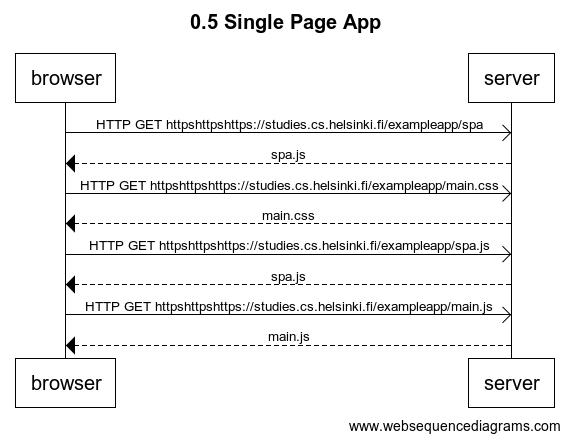 0.5 Single Page App
browser server
HTTP GET httpshttpshttps://studies.cs.helsinki.fi/exampleapp/spa
spa.js
HTTP GET httpshttpshttps://studies.cs.helsinki.fi/exampleapp/main.css
main.css
HTTP GET httpshttpshttps://studies.cs.helsinki.fi/exampleapp/spa.js
spa.js
HTTP GET httpshttpshttps://studies.cs.helsinki.fi/exampleapp/main.js
main.js
browser server
www.websequencediagrams.com